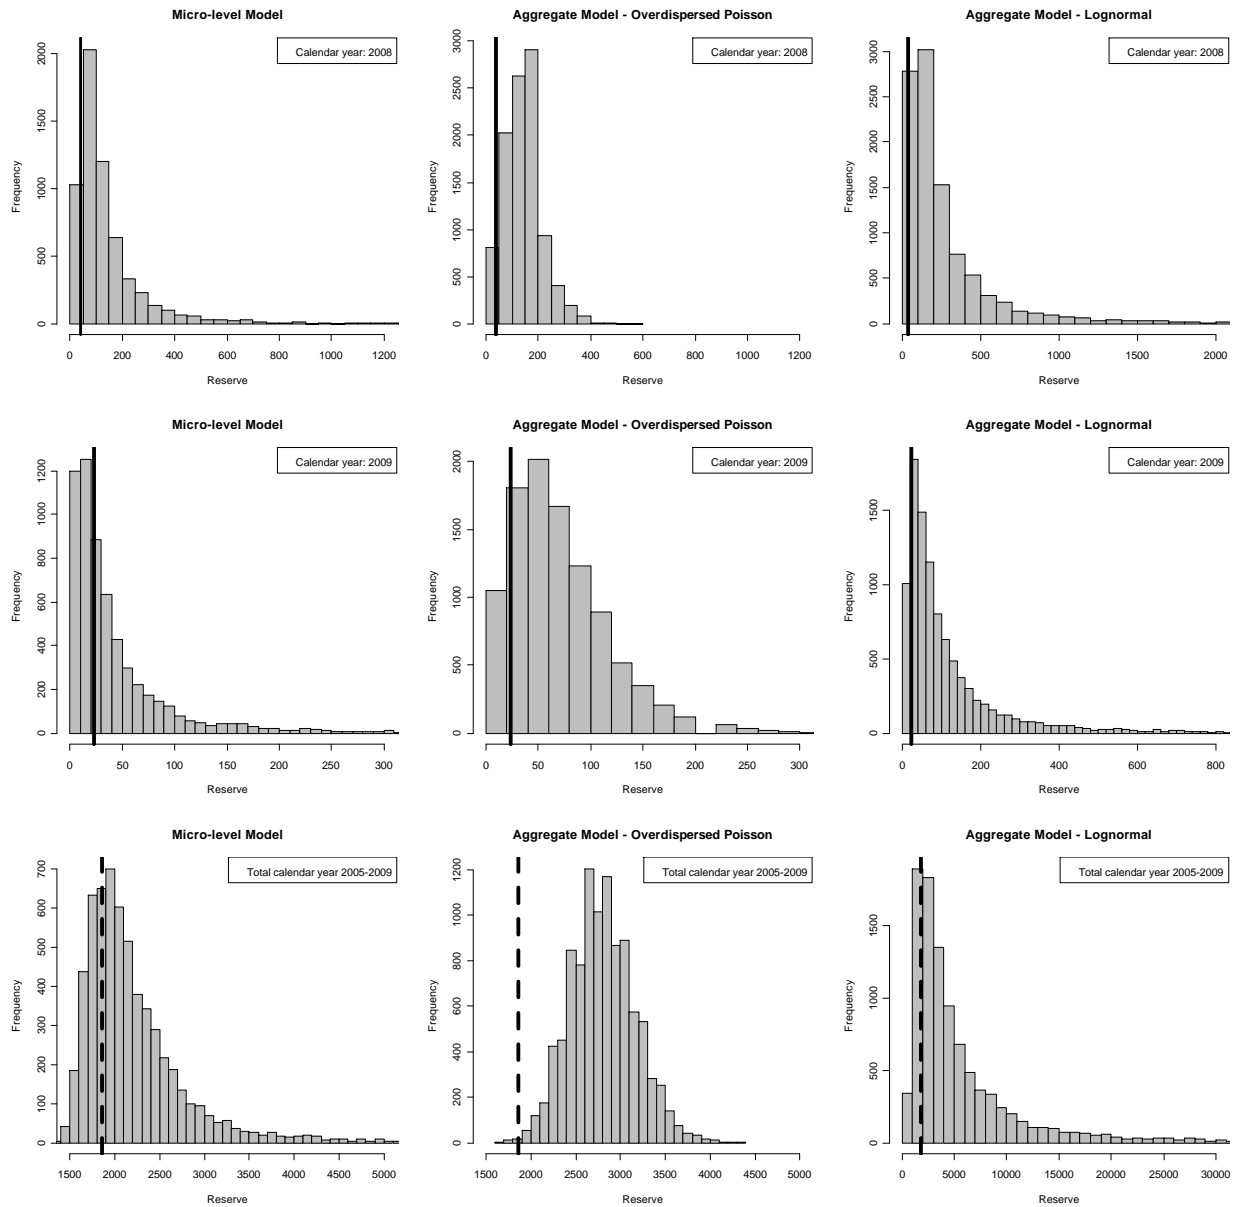 Micro-level Model
Calendar year: 2008
Frequency
0 500 1000 1500 2000
0 200 400 600 800 1000 1200
Reserve
Aggregate Model - Overdispersed Poisson
Calendar year: 2008
Frequency
0 500 1000 1500 2000 2500 3000
0 200 400 600 800 1000 1200
Reserve
Aggregate Model - Lognormal
Calendar year: 2008
Frequency
0 500 1000 1500 2000 2500 3000
0 500 1000 1500 2000
Reserve
Micro-level Model
Calendar year: 2009
Frequency
0 200 400 600 800 1000 1200
0 50 100 150 200 250 300
Reserve
Aggregate Model - Overdispersed Poisson
Calendar year: 2009
Frequency
0 500 1000 1500 2000
0 50 100 150 200 250 300
Reserve
Aggregate Model - Lognormal
Calendar year: 2009
Frequency
0 500 1000 1500
0 200 400 600 800
Reserve
Micro-level Model
Total calendar year 2005-2009
Frequency
0 100 200 300 400 500 600 700
1500 2000 2500 3000 3500 4000 4500 5000
Reserve
Aggregate Model - Overdispersed Poisson
Total calendar year 2005-2009
Frequency
0 200 400 600 800 1000 1200
1500 2000 2500 3000 3500 4000 4500 5000
Reserve
Aggregate Model - Lognormal
Total calendar year 2005-2009
Frequency
0 500 1000 1500
0 5000 10000 15000 20000 25000 30000
Reserve